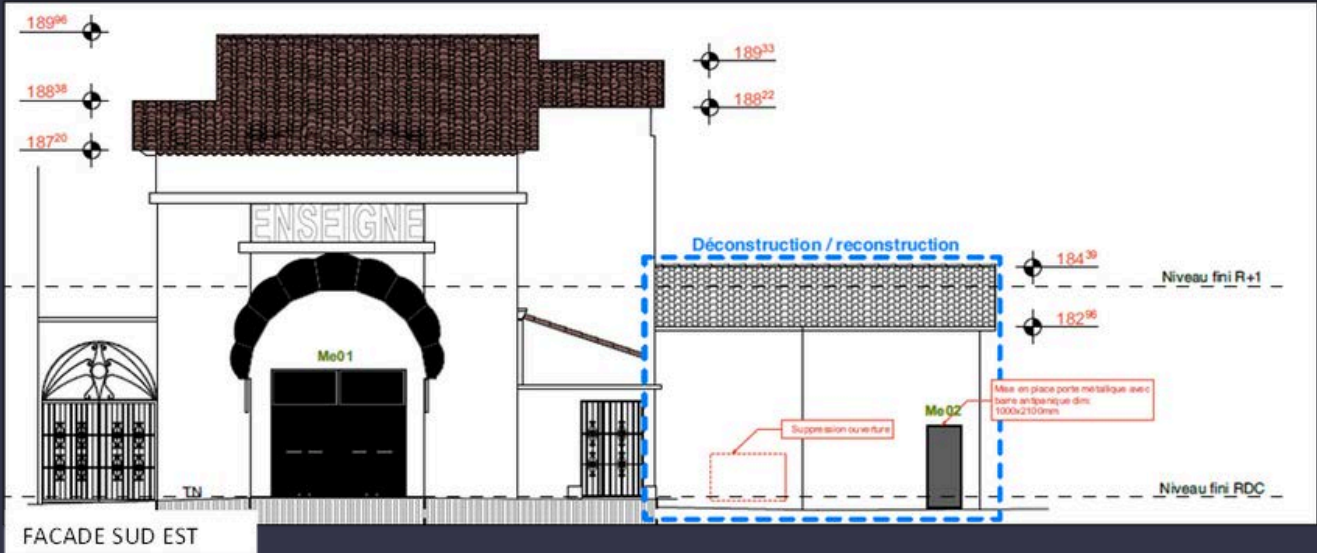 189⁹⁶
188³⁸
187²⁰
189³³
188²²
ENSEIGNE
Déconstruction / reconstruction
184³⁹
Niveau fini R+1
182⁹⁶
Me01
Mise en place porte métalique avec
barre antipanique dim:
1000x2100mm
Me02
Suppression ouverture
TN
Niveau fini RDC
FACADE SUD EST